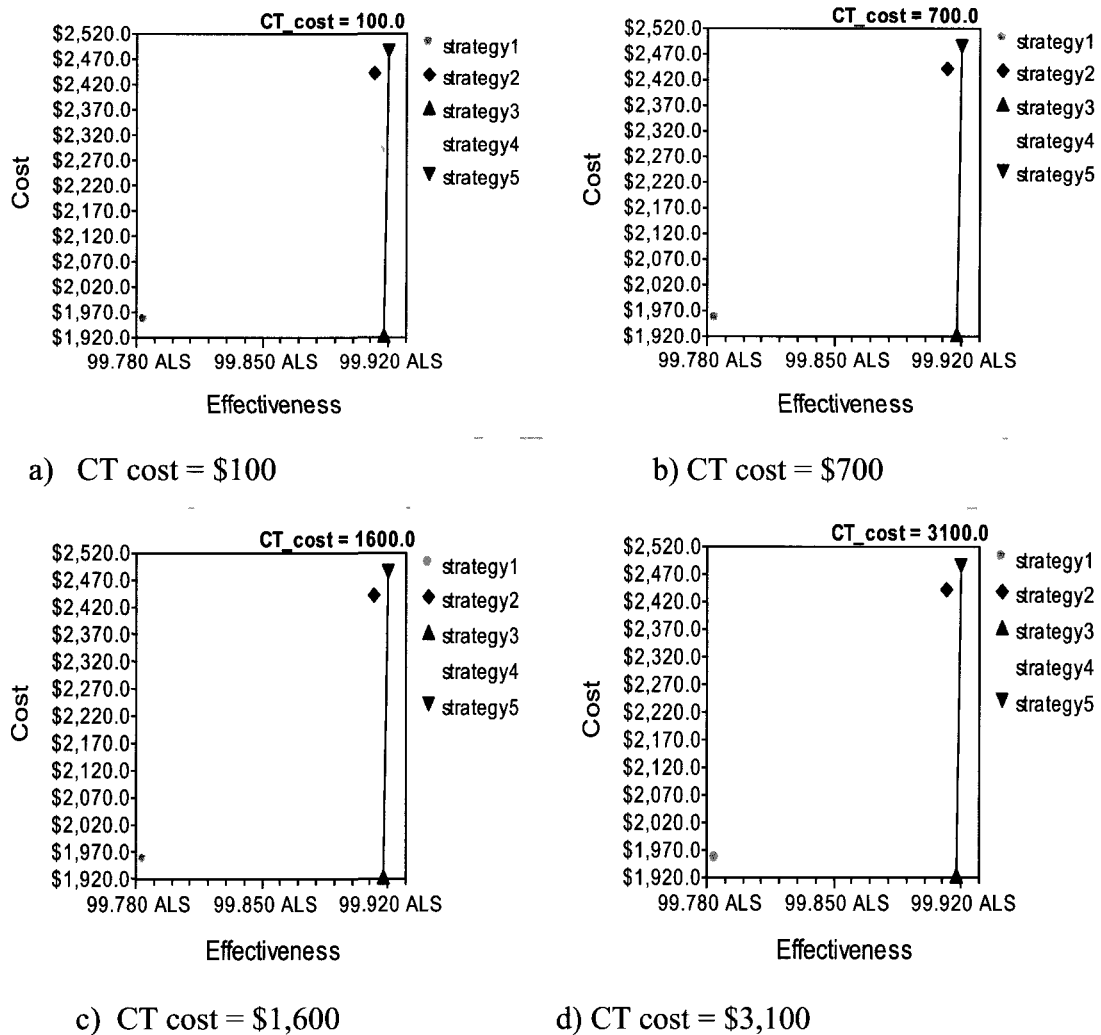 CT_cost = 100.0
$2,520.0
$2,470.0
$2,420.0
$2,370.0
$2,320.0
$2,270.0
$2,220.0
$2,170.0
$2,120.0
$2,070.0
$2,020.0
$1,970.0
$1,920.0
Cost
99.780 ALS 99.850 ALS 99.920 ALS
Effectiveness
strategy1
strategy2
strategy3
strategy4
strategy5
a) CT cost = $100
CT_cost = 700.0
$2,520.0
$2,470.0
$2,420.0
$2,370.0
$2,320.0
$2,270.0
$2,220.0
$2,170.0
$2,120.0
$2,070.0
$2,020.0
$1,970.0
$1,920.0
Cost
99.780 ALS 99.850 ALS 99.920 ALS
Effectiveness
strategy1
strategy2
strategy3
strategy4
strategy5
b) CT cost = $700
CT_cost = 1600.0
$2,520.0
$2,470.0
$2,420.0
$2,370.0
$2,320.0
$2,270.0
$2,220.0
$2,170.0
$2,120.0
$2,070.0
$2,020.0
$1,970.0
$1,920.0
Cost
99.780 ALS 99.850 ALS 99.920 ALS
Effectiveness
strategy1
strategy2
strategy3
strategy4
strategy5
c) CT cost = $1,600
CT_cost = 3100.0
$2,520.0
$2,470.0
$2,420.0
$2,370.0
$2,320.0
$2,270.0
$2,220.0
$2,170.0
$2,120.0
$2,070.0
$2,020.0
$1,970.0
$1,920.0
Cost
99.780 ALS 99.850 ALS 99.920 ALS
Effectiveness
strategy1
strategy2
strategy3
strategy4
strategy5
d) CT cost = $3,100